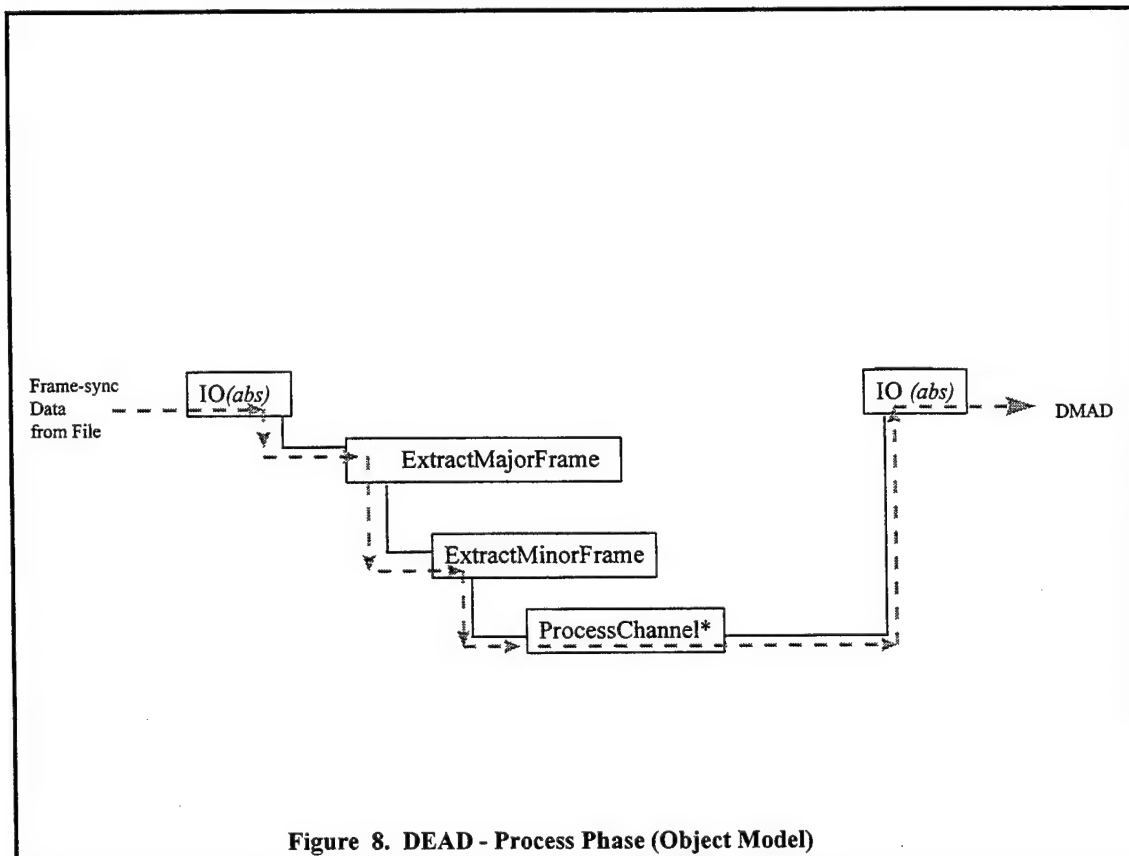 Frame-sync
Data
from File
IO(abs)
IO (abs)
DMAD
ExtractMajorFrame
ExtractMinorFrame
ProcessChannel*
Figure 8. DEAD - Process Phase (Object Model)